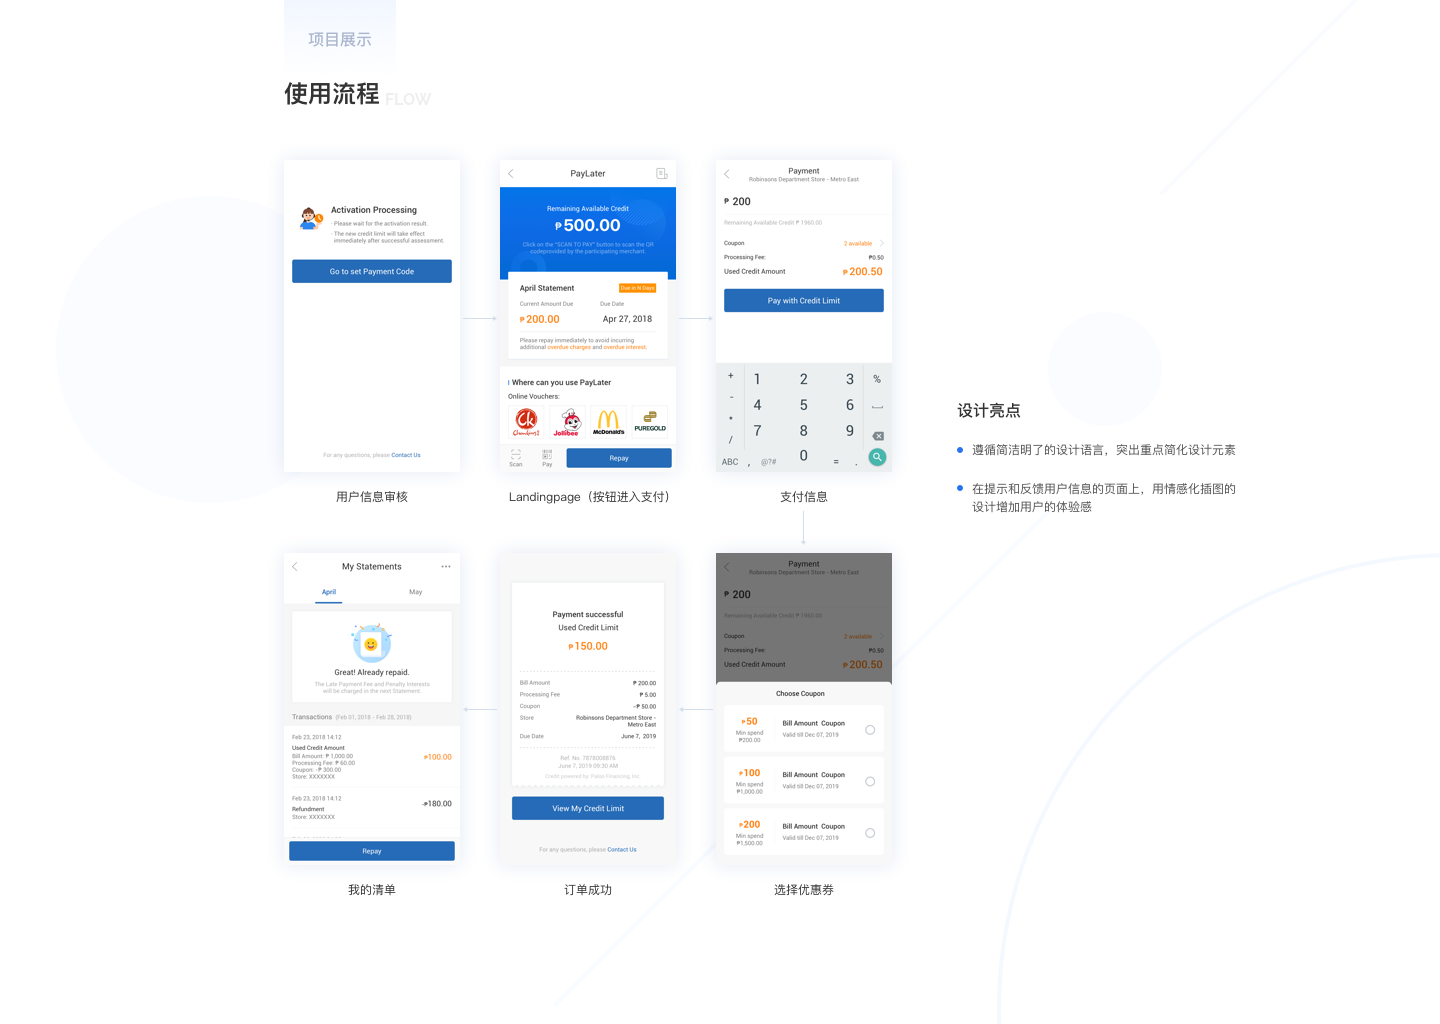 项目展示
使用流程 FLOW
Activation Processing
· Please wait for the activation result.
· The new credit limit will take effect
immediately after successful assessment.
Go to set Payment Code
For any questions, please Contact Us
用户信息审核
PayLater
Remaining Available Credit
₱ 500.00
Click on the "SCAN TO PAY" button to scan the QR
codeprovided by the participating merchant.
April Statement
Due in N Days
Current Amount Due
Due Date
₱ 200.00
Apr 27, 2018
Please repay immediately to avoid incurring
additional overdue charges and overdue interest.
Where can you use PayLater
Online Vouchers:
Ck
Chowking
Jollibee
McDonald's
PUREGOLD
Scan
Pay
Repay
Landingpage（按钮进入支付）
Payment
Robinsons Department Store - Metro East
₱ 200
Remaining Available Credit ₱ 1960.00
Coupon
2 available
Processing Fee:
₱0.50
Used Credit Amount
₱ 200.50
Pay with Credit Limit
+ 1 2 3 %
- 4 5 6
* 7 8 9
/
ABC , @?# 0 = .
支付信息
设计亮点
遵循简洁明了的设计语言，突出重点简化设计元素
在提示和反馈用户信息的页面上，用情感化插图的
设计增加用户的体验感
My Statements
April
May
Great! Already repaid.
The Late Payment Fee and Penalty Interests
will be charged in the next Statement.
Transactions (Feb 01, 2018 - Feb 28, 2018)
Feb 23, 2018 14:12
Used Credit Amount
Bill Amount: ₱ 1,000.00
₱100.00
Processing Fee: ₱ 60.00
Coupon: -₱ 300.00
Store: XXXXXXX
Feb 23, 2018 14:12
-₱180.00
Refundment
Store: XXXXXXX
Repay
我的清单
Payment successful
Used Credit Limit
₱150.00
Bill Amount
₱ 200.00
Processing Fee
₱ 5.00
Coupon
-₱ 50.00
Store
Robinsons Department Store -
Metro East
Due Date
June 7, 2019
Ref. No. 7879008876
June 7, 2019 09:30 AM
View My Credit Limit
For any questions, please Contact Us
订单成功
Payment
Robinsons Department Store - Metro East
₱ 200
Remaining Available Credit ₱ 1960.00
Coupon
2 available
Processing Fee:
₱0.50
Used Credit Amount
₱ 200.50
Choose Coupon
₱50
Min spend
₱200.00
Bill Amount Coupon
Valid till Dec 07, 2019
₱100
Min spend
₱1,000.00
Bill Amount Coupon
Valid till Dec 07, 2019
₱200
Min spend
₱1,500.00
Bill Amount Coupon
Valid till Dec 07, 2019
选择优惠券